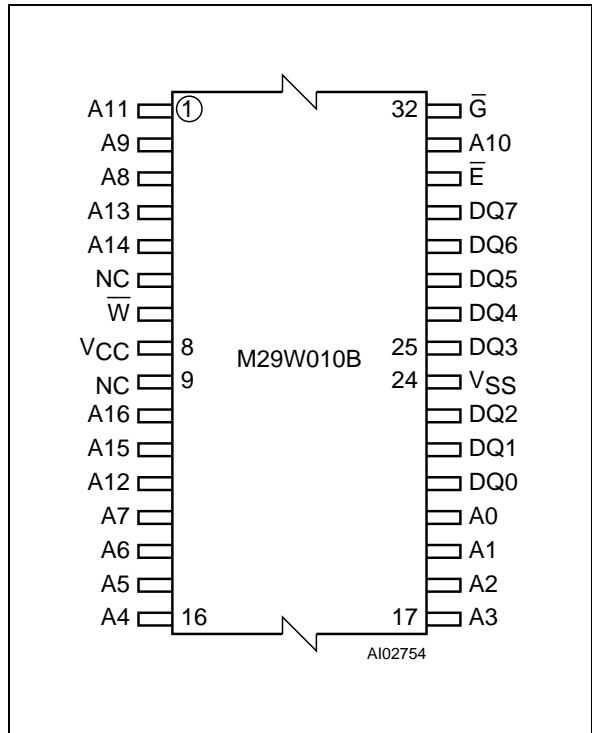 A11 ① 32 G̅
A9 A10
A8 E̅
A13 DQ7
A14 DQ6
NC DQ5
W̅ DQ4
VCC 8 25 DQ3
M29W010B
NC 9 24 VSS
A16 DQ2
A15 DQ1
A12 DQ0
A7 A0
A6 A1
A5 A2
A4 16 17 A3
AI02754